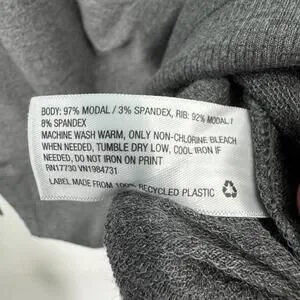 BODY: 97% MODAL / 3% SPANDEX, RIB: 92% MODAL /
8% SPANDEX
MACHINE WASH WARM, ONLY NON-CHLORINE BLEACH
WHEN NEEDED, TUMBLE DRY LOW, COOL IRON IF
NEEDED, DO NOT IRON ON PRINT
RN17730 VN1984731
LABEL MADE FROM 100% RECYCLED PLASTIC